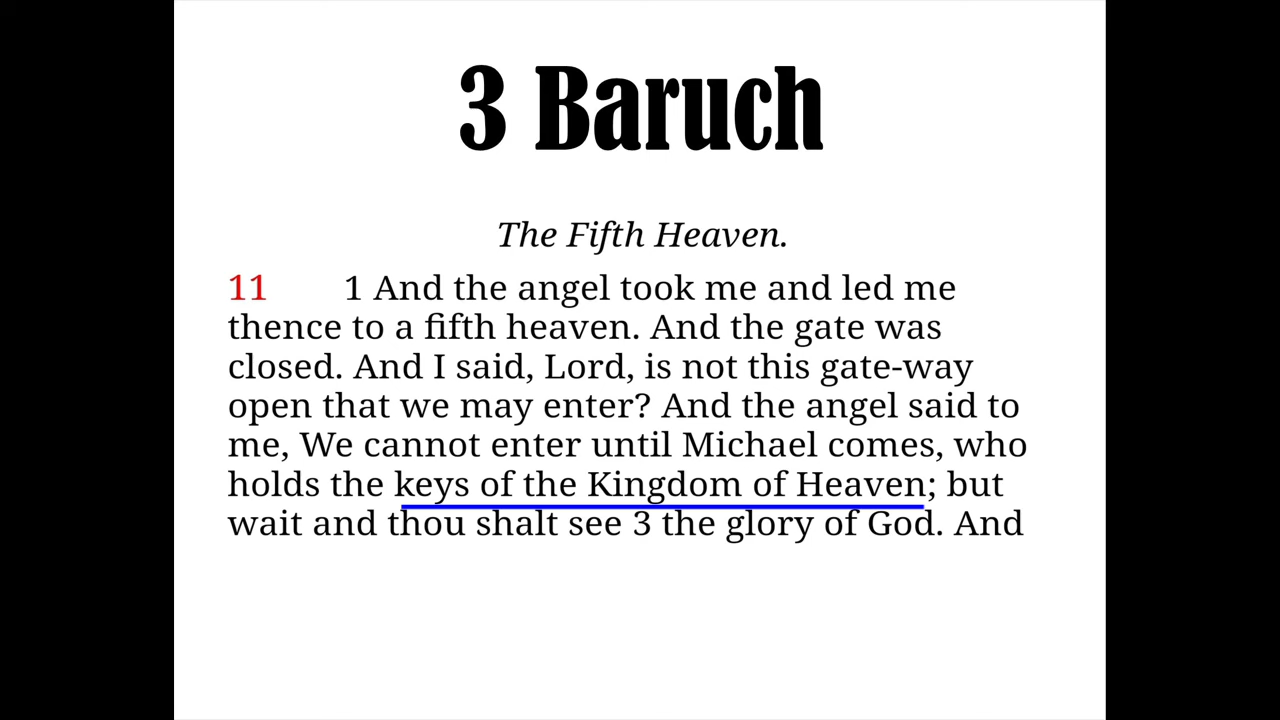 3 Baruch
The Fifth Heaven.
11 1 And the angel took me and led me
thence to a fifth heaven. And the gate was
closed. And I said, Lord, is not this gate-way
open that we may enter? And the angel said to
me, We cannot enter until Michael comes, who
holds the keys of the Kingdom of Heaven; but
wait and thou shalt see 3 the glory of God. And